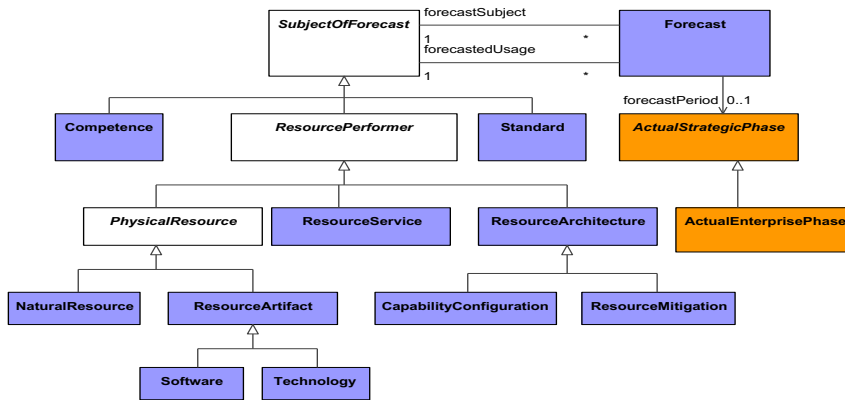 SubjectOfForecast
forecastSubject
Forecast
1
*
forecastedUsage
1
*
forecastPeriod 0..1
Competence
ResourcePerformer
Standard
ActualStrategicPhase
PhysicalResource
ResourceService
ResourceArchitecture
ActualEnterprisePhase
NaturalResource
ResourceArtifact
CapabilityConfiguration
ResourceMitigation
Software
Technology